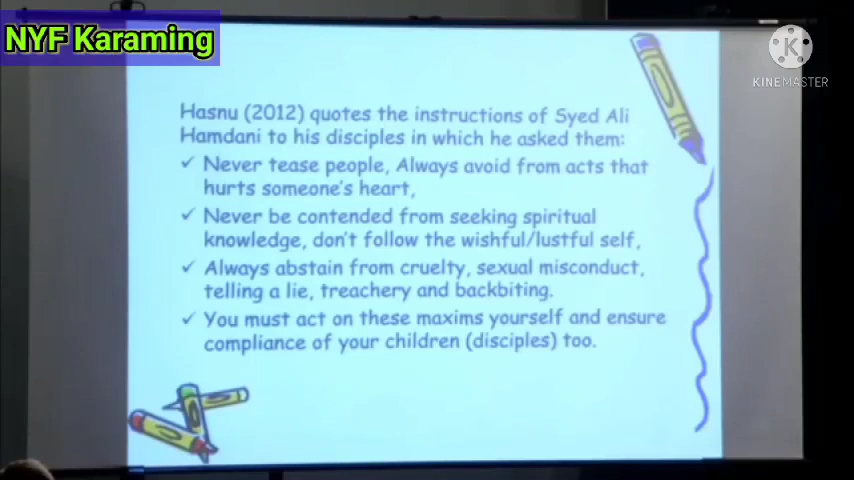 NYF Karaming
K
KINEMASTER
Hasnu (2012) quotes the instructions of Syed Ali
Hamdani to his disciples in which he asked them:
✓ Never tease people, Always avoid from acts that
hurts someone's heart,
✓ Never be contended from seeking spiritual
knowledge, don't follow the wishful/lustful self,
✓ Always abstain from cruelty, sexual misconduct,
telling a lie, treachery and backbiting.
✓ You must act on these maxims yourself and ensure
compliance of your children (disciples) too.